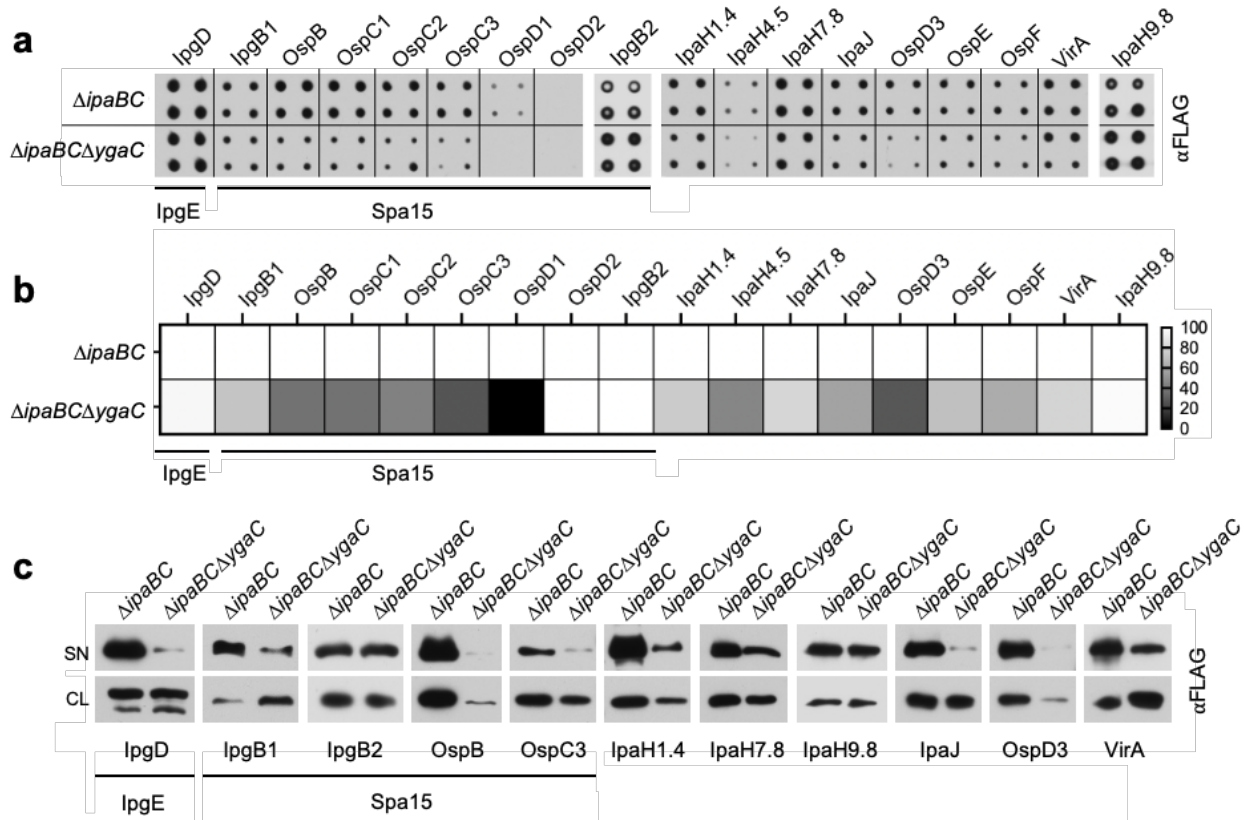 a
IpgD IpgB1 OspB OspC1 OspC2 OspC3 OspD1 OspD2 IpgB2 IpaH1.4 IpaH4.5 IpaH7.8 IpaJ OspD3 OspE OspF VirA IpaH9.8
ΔipaBC
ΔipaBCΔygaC
αFLAG
IpgE Spa15
b
IpgD IpgB1 OspB OspC1 OspC2 OspC3 OspD1 OspD2 IpgB2 IpaH1.4 IpaH4.5 IpaH7.8 IpaJ OspD3 OspE OspF VirA IpaH9.8
ΔipaBC
ΔipaBCΔygaC
100
80
60
40
20
0
IpgE Spa15
c
ΔipaBC ΔipaBCΔygaC ΔipaBC ΔipaBCΔygaC ΔipaBC ΔipaBCΔygaC ΔipaBC ΔipaBCΔygaC ΔipaBC ΔipaBCΔygaC ΔipaBC ΔipaBCΔygaC ΔipaBC ΔipaBCΔygaC ΔipaBC ΔipaBCΔygaC ΔipaBC ΔipaBCΔygaC ΔipaBC ΔipaBCΔygaC ΔipaBC ΔipaBCΔygaC
SN
CL
αFLAG
IpgD IpgB1 IpgB2 OspB OspC3 IpaH1.4 IpaH7.8 IpaH9.8 IpaJ OspD3 VirA
IpgE Spa15